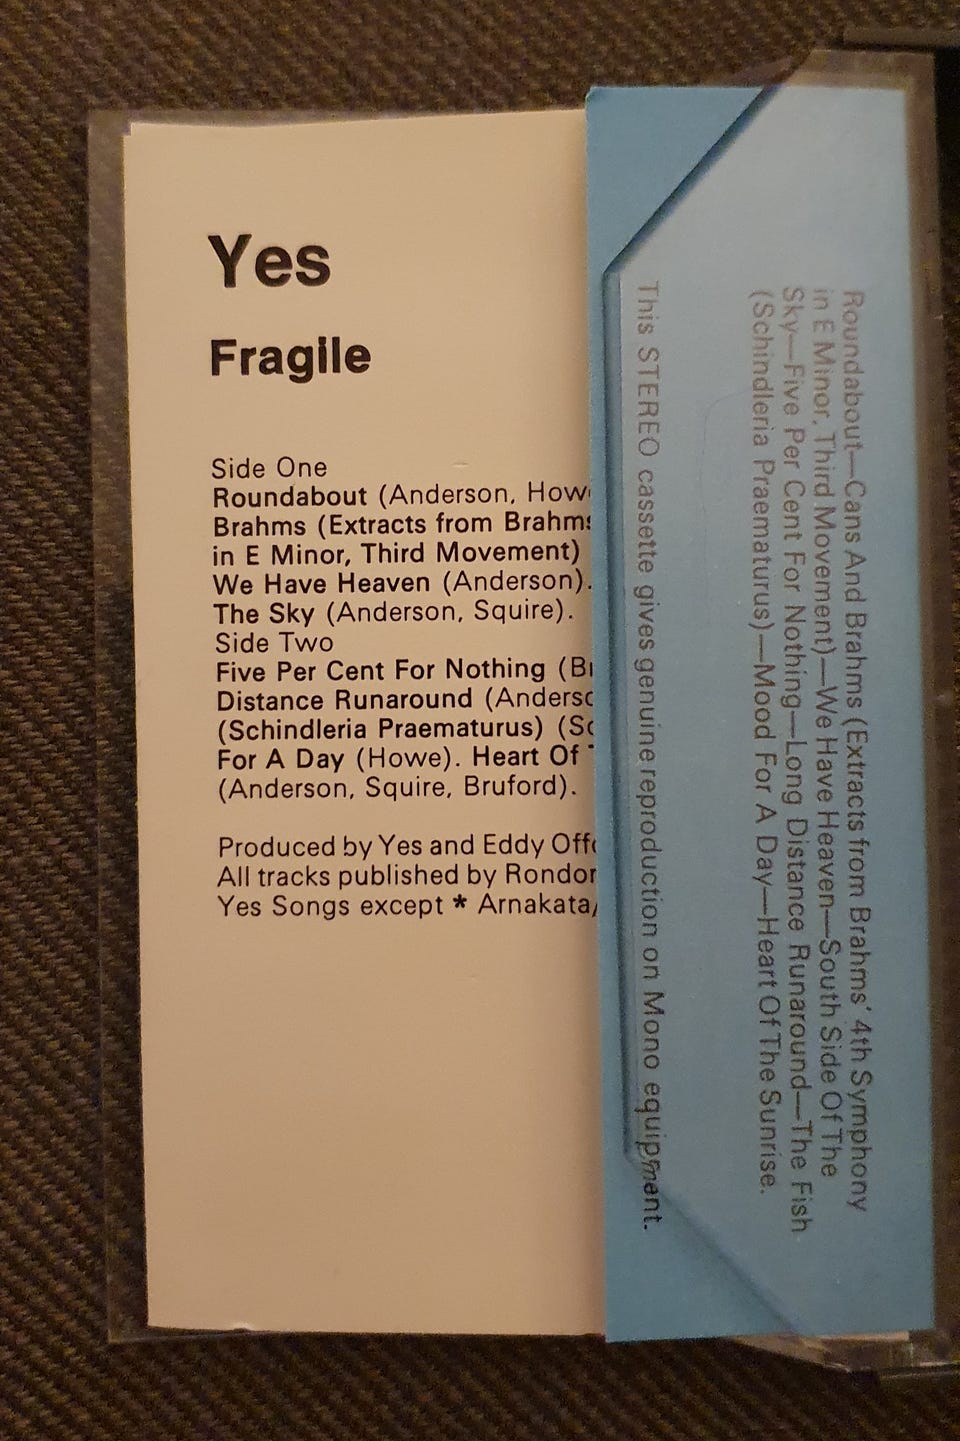 Yes
Fragile
Side One
Roundabout (Anderson, Howe
Brahms (Extracts from Brahms
in E Minor, Third Movement)
We Have Heaven (Anderson).
The Sky (Anderson, Squire).
Side Two
Five Per Cent For Nothing
Distance Runaround
(Schindleria Praematurus)
For A Day (Howe). Heart Of
(Anderson, Squire, Bruford).
Produced by Yes and Eddy
All tracks published by
Yes Songs except * Arnakata/
Roundabout—Cans And Brahms (Extracts from Brahms' 4th Symphony
in E Minor, Third Movement)—We Have Heaven—South Side Of The
Sky—Five Per Cent For Nothing—Long Distance Runaround—The Fish
(Schindleria Praematurus)—Mood For A Day—Heart Of The Sunrise.
This STEREO cassette gives genuine reproduction on Mono equipment.